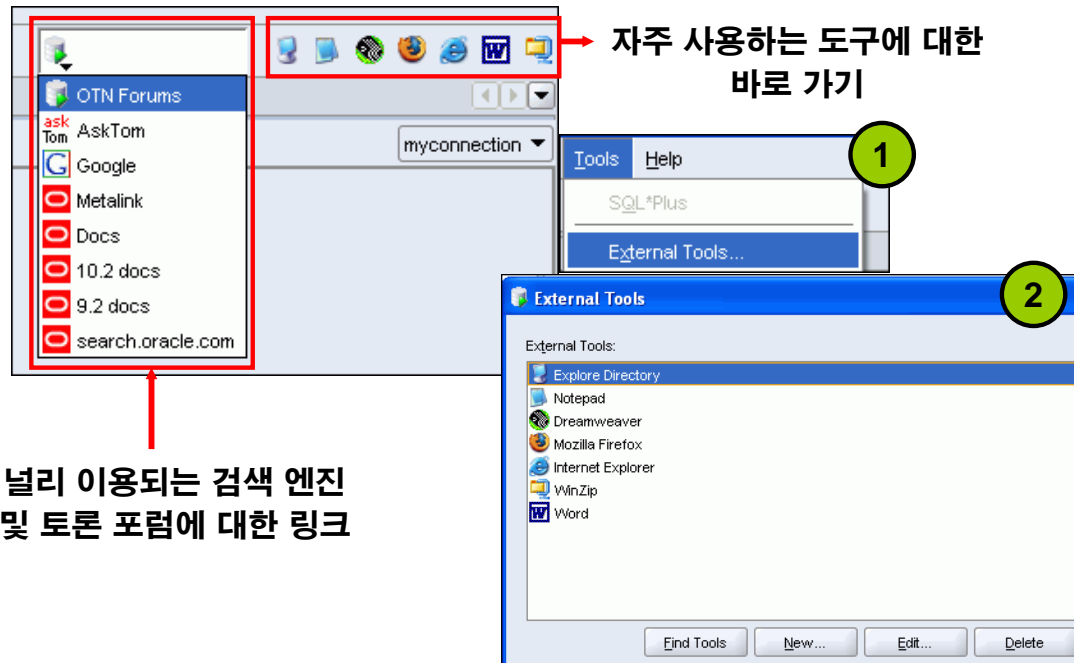 자주 사용하는 도구에 대한
바로 가기
OTN Forums
ask
Tom AskTom
G Google
Metalink
Docs
10.2 docs
9.2 docs
search.oracle.com
myconnection
널리 이용되는 검색 엔진
및 토론 포럼에 대한 링크
Tools Help
1
SQL*Plus
External Tools...
External Tools
2
External Tools:
Explore Directory
Notepad
Dreamweaver
Mozilla Firefox
Internet Explorer
WinZip
W Word
Find Tools New... Edit... Delete